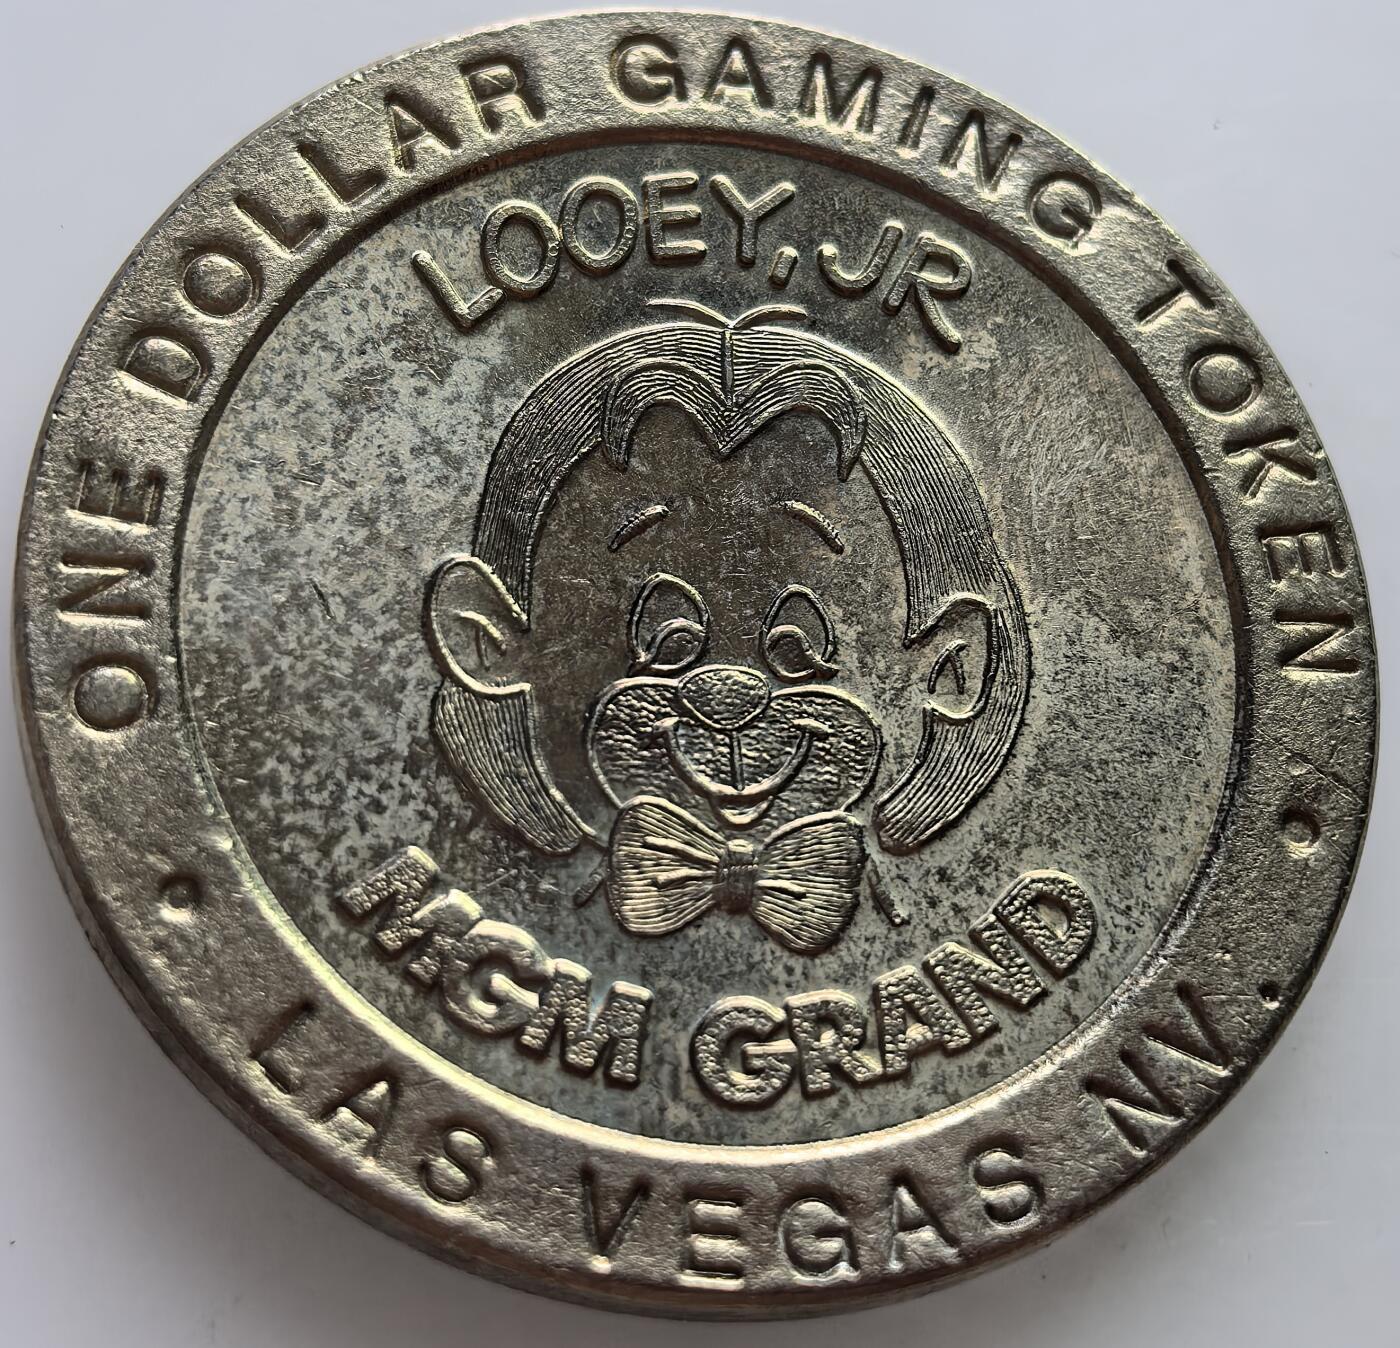 ONE DOLLAR GAMING TOKEN
LOOEY, JR
MGM GRAND
• LAS VEGAS NV. •